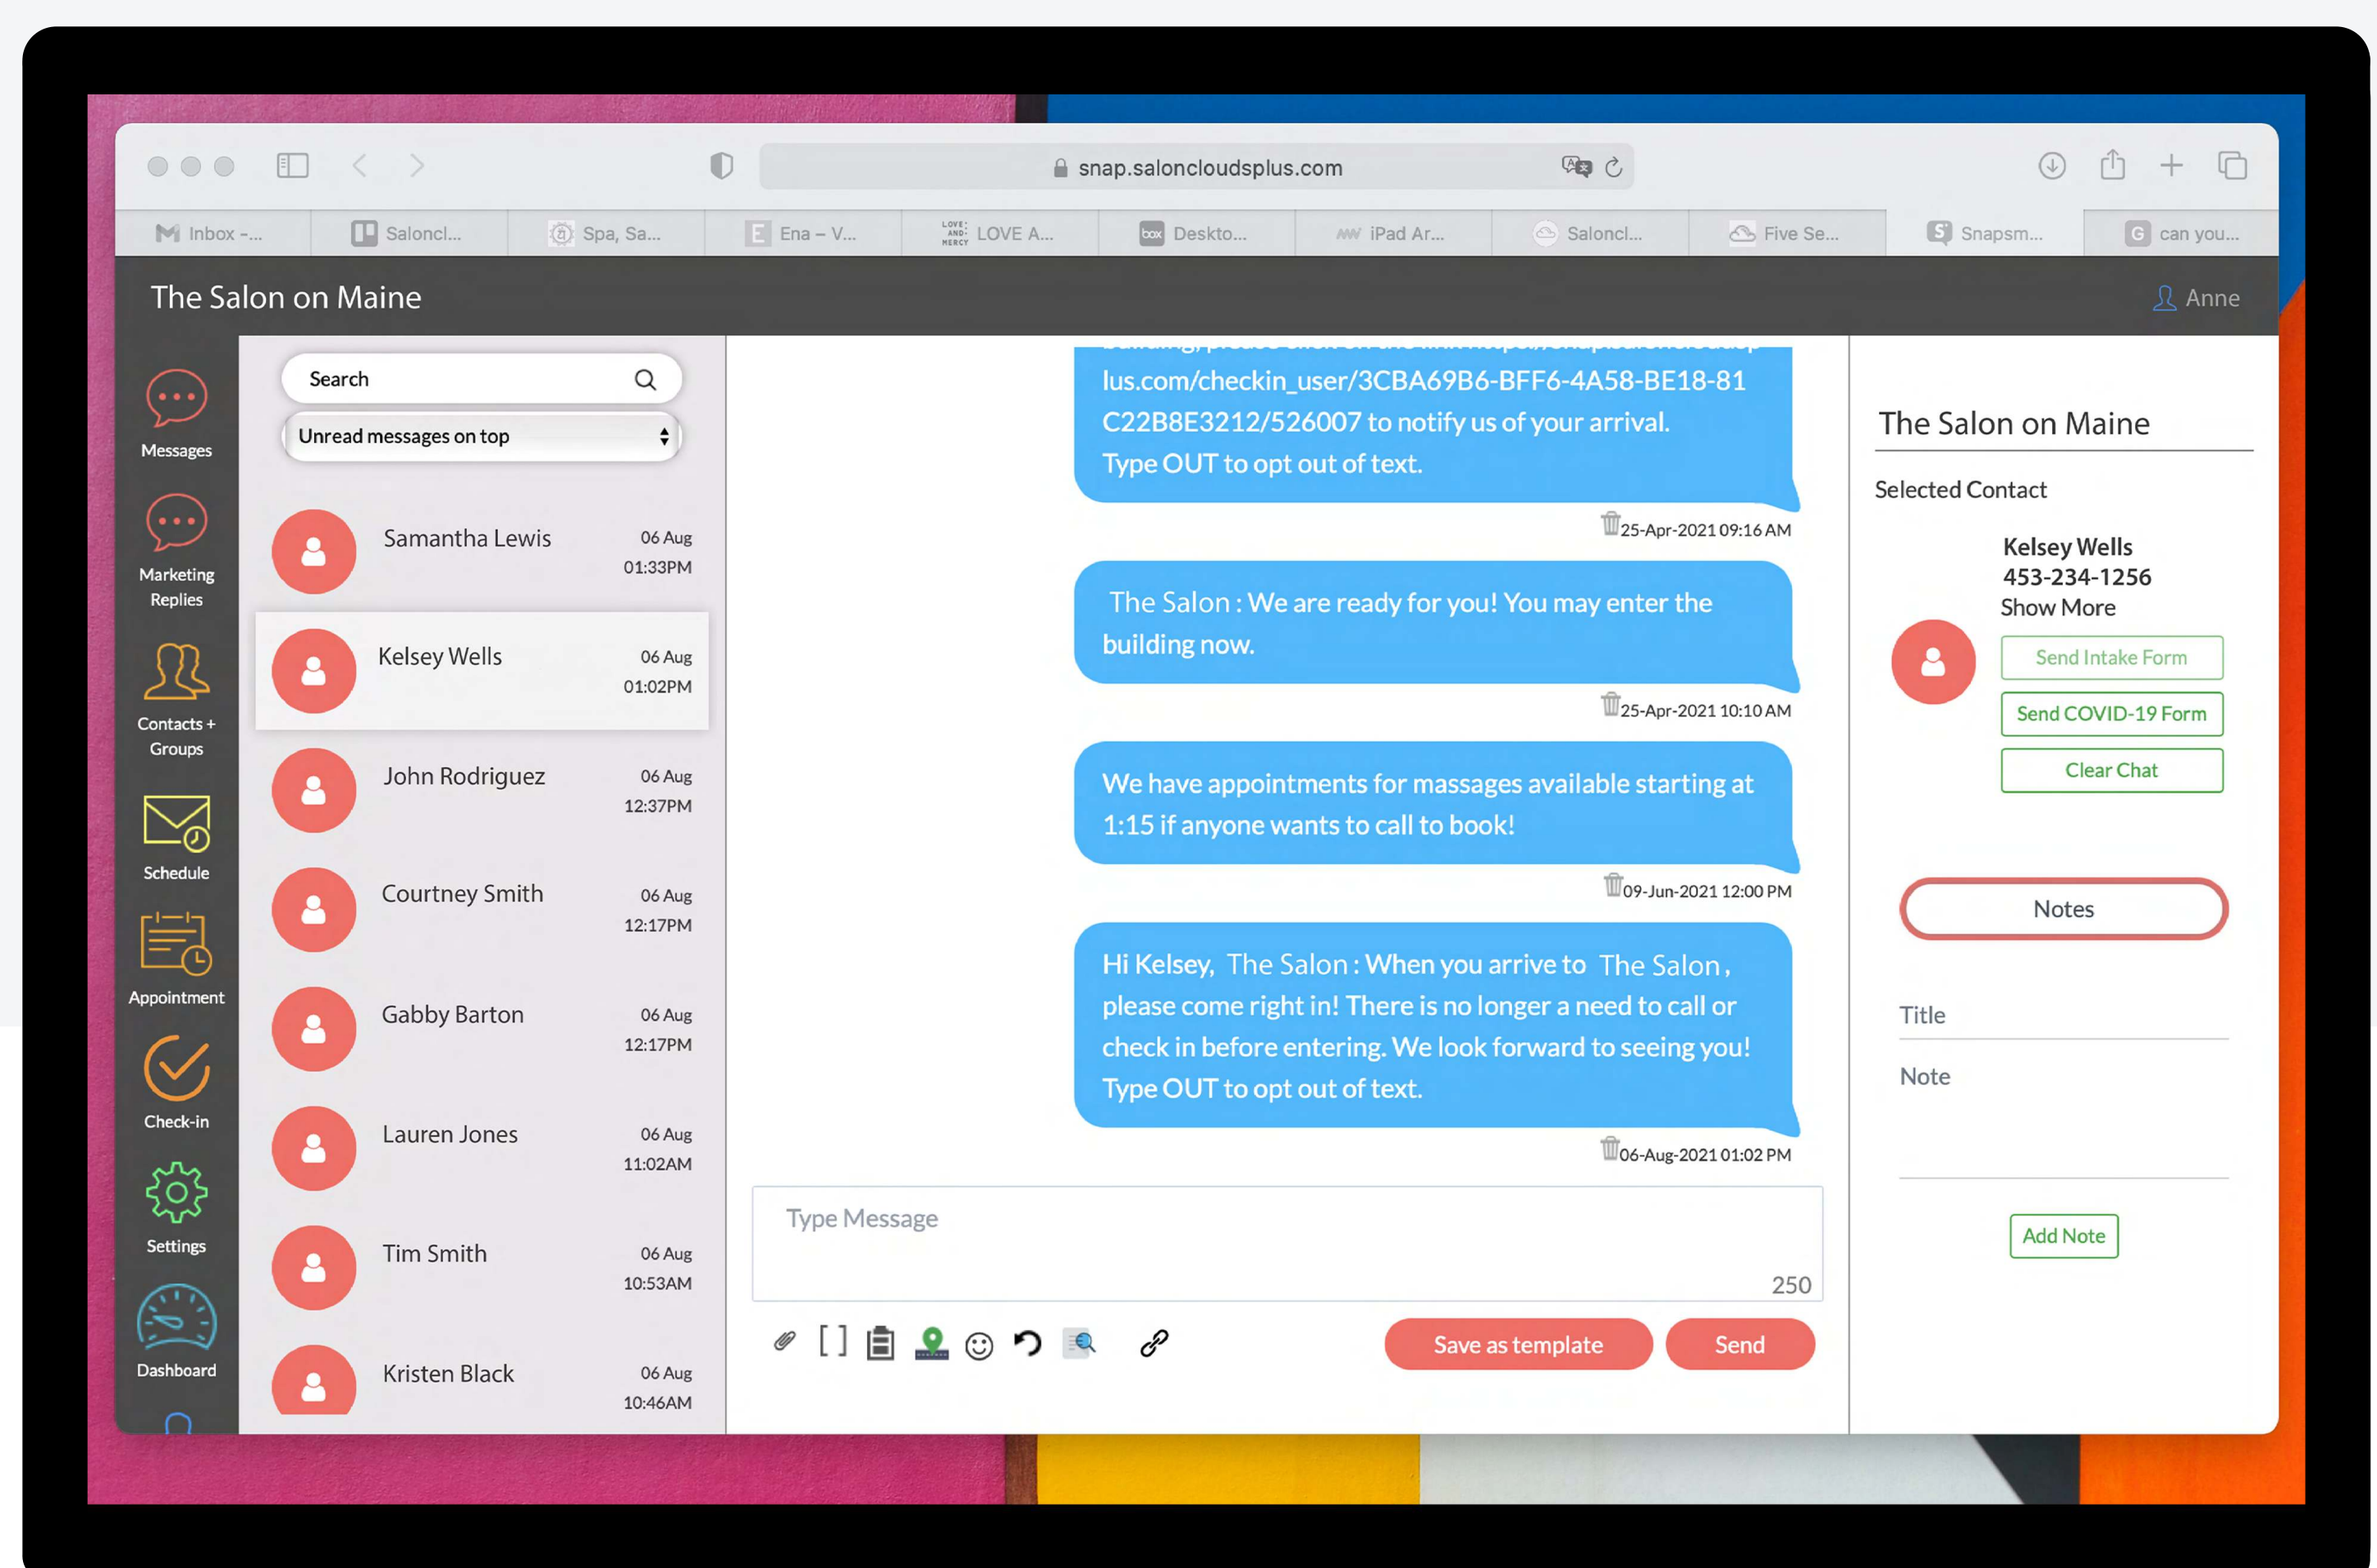 snap.saloncloudsplus.com
Inbox -...
Saloncl...
Spa, Sa...
E Ena – V...
LOVE: AND: MERCY LOVE A...
box Deskto...
iPad Ar...
Saloncl...
Five Se...
S Snapsm...
G can you...
The Salon on Maine
Anne
Messages
Marketing
Replies
Contacts +
Groups
Schedule
Appointment
Check-in
Settings
Dashboard
Search
Unread messages on top
Samantha Lewis 06 Aug
01:33PM
Kelsey Wells 06 Aug
01:02PM
John Rodriguez 06 Aug
12:37PM
Courtney Smith 06 Aug
12:17PM
Gabby Barton 06 Aug
12:17PM
Lauren Jones 06 Aug
11:02AM
Tim Smith 06 Aug
10:53AM
Kristen Black 06 Aug
10:46AM
lus.com/checkin_user/3CBA69B6-BFF6-4A58-BE18-81
C22B8E3212/526007 to notify us of your arrival.
Type OUT to opt out of text.
25-Apr-2021 09:16 AM
The Salon : We are ready for you! You may enter the
building now.
25-Apr-2021 10:10 AM
We have appointments for massages available starting at
1:15 if anyone wants to call to book!
09-Jun-2021 12:00 PM
Hi Kelsey, The Salon : When you arrive to The Salon ,
please come right in! There is no longer a need to call or
check in before entering. We look forward to seeing you!
Type OUT to opt out of text.
06-Aug-2021 01:02 PM
Type Message
250
Save as template
Send
The Salon on Maine
Selected Contact
Kelsey Wells
453-234-1256
Show More
Send Intake Form
Send COVID-19 Form
Clear Chat
Notes
Title
Note
Add Note